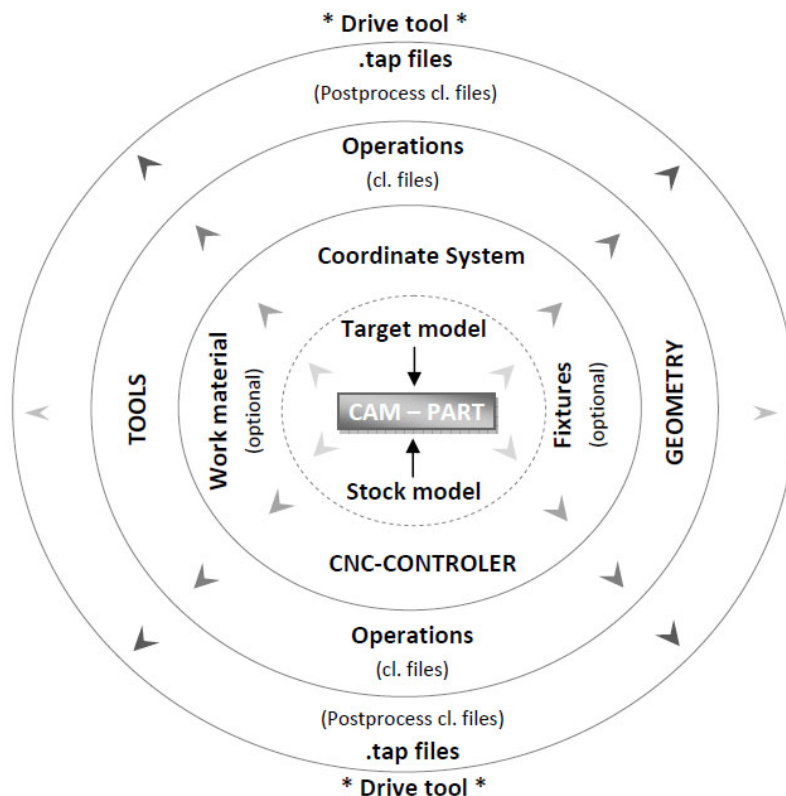 * Drive tool *
.tap files
(Postprocess cl. files)
Operations
(cl. files)
Coordinate System
Target model
TOOLS
Work material
(optional)
CAM – PART
Fixtures
(optional)
GEOMETRY
Stock model
CNC-CONTROLER
Operations
(cl. files)
(Postprocess cl. files)
.tap files
* Drive tool *